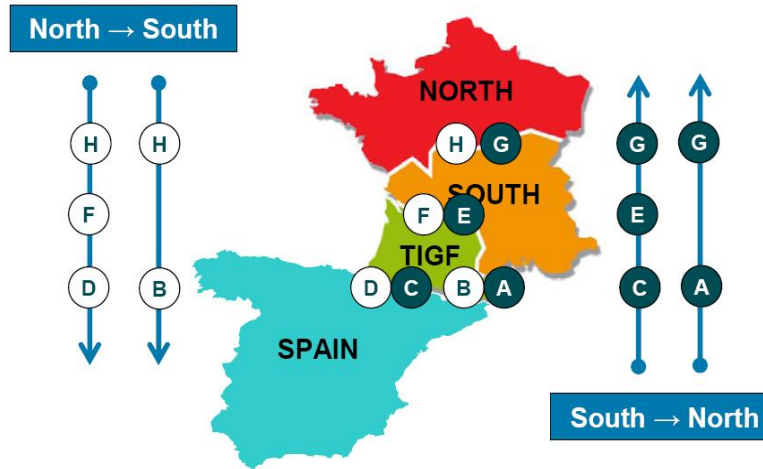 North → South
NORTH
H
H
H
G
G
G
SOUTH
F
F
E
E
TIGF
D
B
D
C
B
A
C
A
SPAIN
South → North